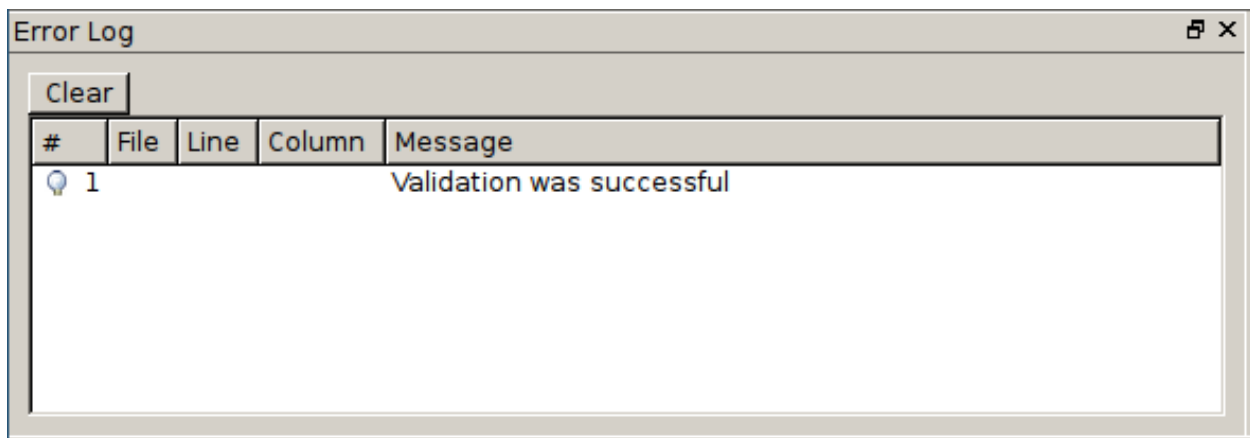 Error Log
Clear
# File Line Column Message
1 Validation was successful